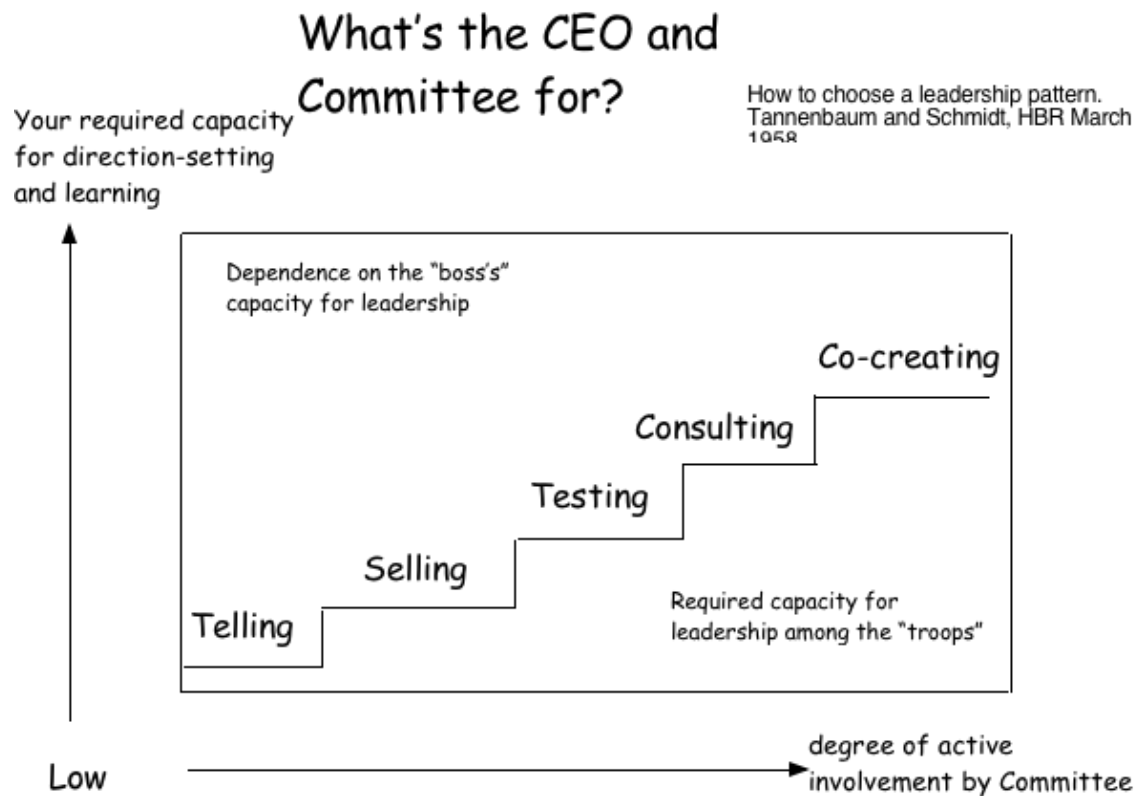 What's the CEO and
Committee for?
How to choose a leadership pattern.
Tannenbaum and Schmidt, HBR March
1958
Your required capacity
for direction-setting
and learning
Dependence on the “boss's”
capacity for leadership
Co-creating
Consulting
Testing
Selling
Telling
Required capacity for
leadership among the “troops”
Low
degree of active
involvement by Committee